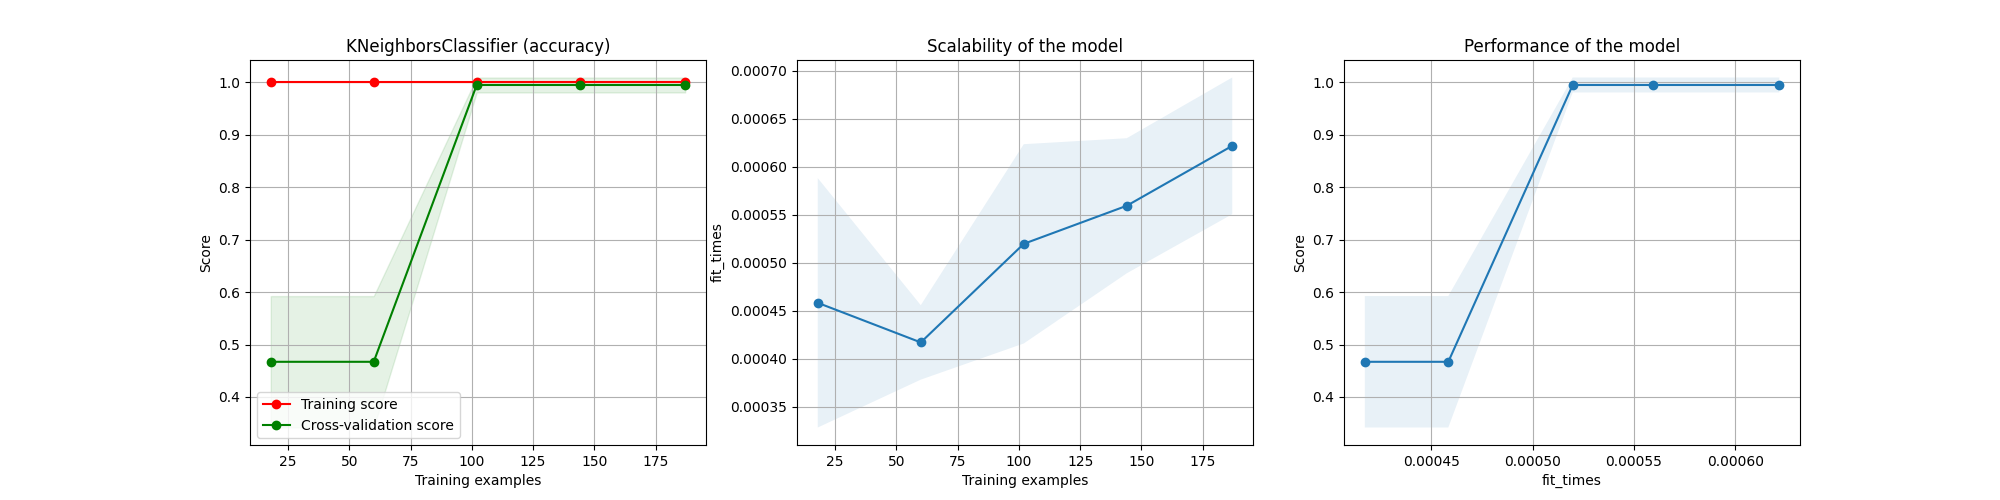 KNeighborsClassifier (accuracy)
Score
1.0
0.9
0.8
0.7
0.6
0.5
0.4
Training score
Cross-validation score
25 50 75 100 125 150 175
Training examples
Scalability of the model
fit_times
0.00070
0.00065
0.00060
0.00055
0.00050
0.00045
0.00040
0.00035
25 50 75 100 125 150 175
Training examples
Performance of the model
Score
1.0
0.9
0.8
0.7
0.6
0.5
0.4
0.00045 0.00050 0.00055 0.00060
fit_times